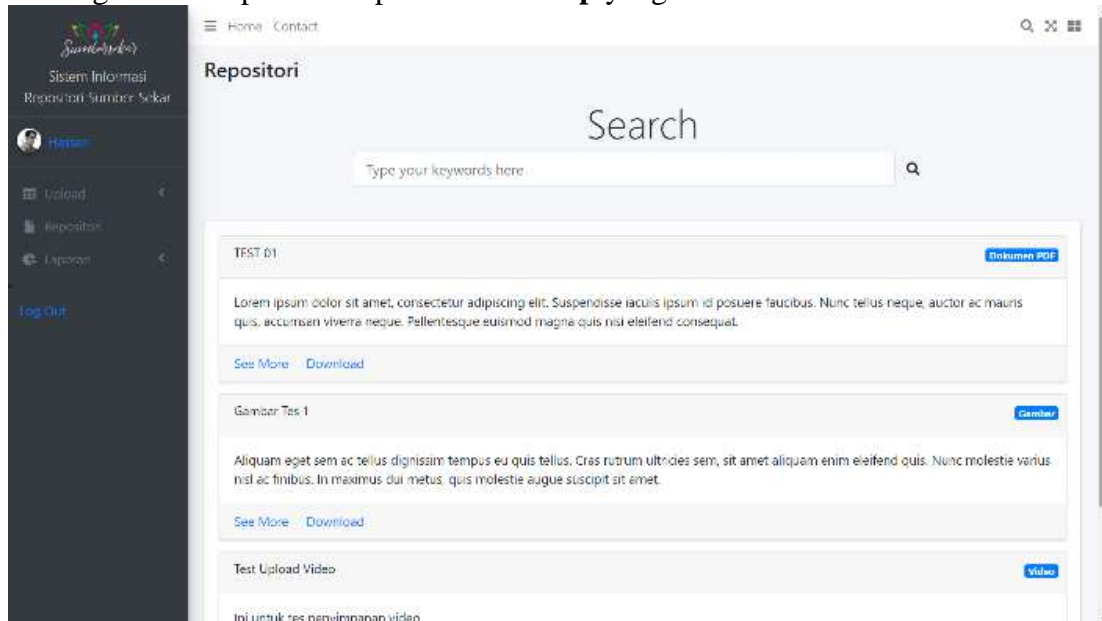 Sumbersekar
Sistem Informasi
Repositori Sumber Sekar
Upload
Repositori
Laporan
Log Out
Home Contact
Repositori
Search
Type your keywords here
TEST 01
Dokumen PDF
Lorem ipsum dolor sit amet, consectetur adipiscing elit. Suspendisse iaculis ipsum id posuere faucibus. Nunc tellus neque, auctor ac mauris
quis, accumsan viverra neque. Pellentesque euismod magna quis nisi eleifend consequat.
See More Download
Gambar Tes 1
Gambar
Aliquam eget sem ac tellus dignissim tempus eu quis tellus. Cras rutrum ultricies sem, sit amet aliquam enim eleifend quis. Nunc molestie varius
nisl ac finibus. In maximus dui metus, quis molestie augue suscipit sit amet.
See More Download
Test Upload Video
Video
Ini untuk tes penyimpanan video